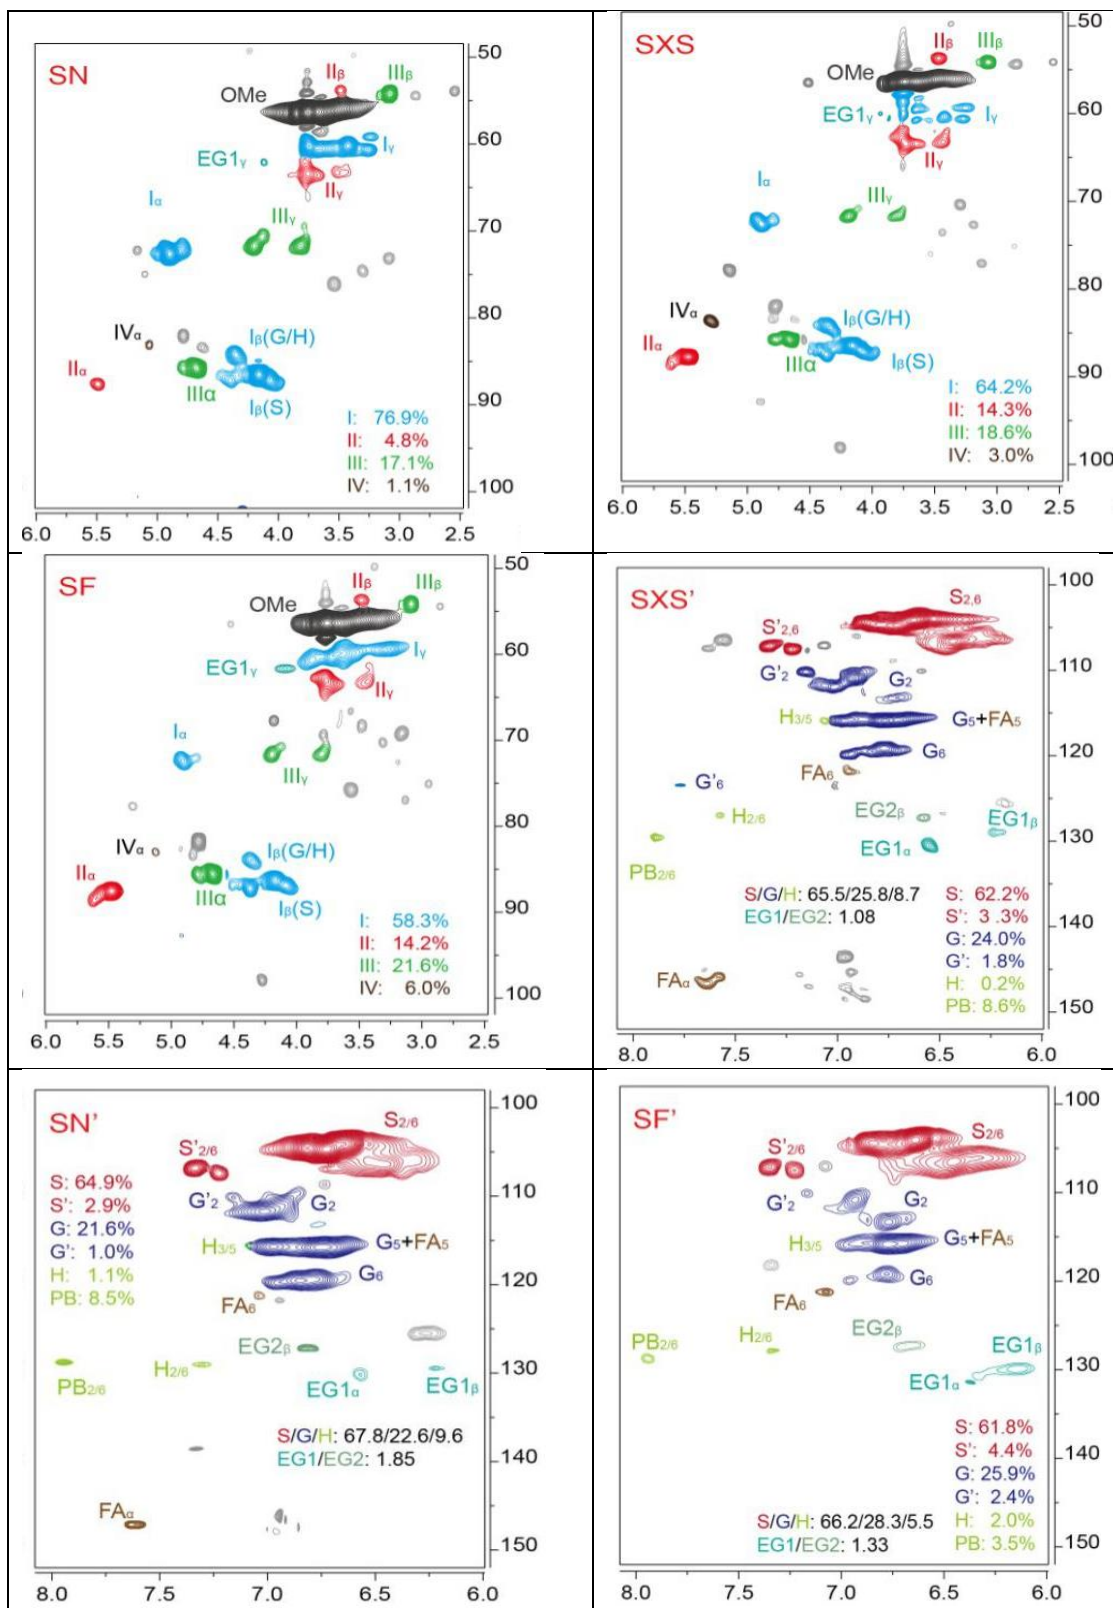 SN
IIβ
IIIβ
OMe
Iγ
EG1γ
IIγ
Iα
IIIγ
IVα
Iβ(G/H)
IIα
IIIα
Iβ(S)
I: 76.9%
II: 4.8%
III: 17.1%
IV: 1.1%
50
60
70
80
90
100
6.0 5.5 5.0 4.5 4.0 3.5 3.0 2.5
SXS
IIβ
IIIβ
OMe
EG1γ
Iγ
IIγ
Iα
IIIγ
IVα
Iβ(G/H)
IIα
IIIα
Iβ(S)
I: 64.2%
II: 14.3%
III: 18.6%
IV: 3.0%
50
60
70
80
90
100
6.0 5.5 5.0 4.5 4.0 3.5 3.0 2.5
SF
IIβ
IIIβ
OMe
Iγ
EG1γ
IIγ
Iα
IIIγ
IVα
Iβ(G/H)
IIα
IIIα
Iβ(S)
I: 58.3%
II: 14.2%
III: 21.6%
IV: 6.0%
50
60
70
80
90
100
6.0 5.5 5.0 4.5 4.0 3.5 3.0 2.5
SXS'
S2,6
S'2,6
G'2
G2
H3/5
G5+FA5
G6
FA6
G'6
H2/6
EG2β
EG1β
PB2/6
EG1α
S/G/H: 65.5/25.8/8.7
EG1/EG2: 1.08
S: 62.2%
S': 3 .3%
G: 24.0%
G': 1.8%
H: 0.2%
PB: 8.6%
FAα
100
110
120
130
140
150
8.0 7.5 7.0 6.5 6.0
SN'
S2/6
S'2/6
S: 64.9%
S': 2.9%
G: 21.6%
G': 1.0%
H: 1.1%
PB: 8.5%
G'2
G2
H3/5
G5+FA5
G6
FA6
EG2β
PB2/6
H2/6
EG1α
EG1β
S/G/H: 67.8/22.6/9.6
EG1/EG2: 1.85
FAα
100
110
120
130
140
150
8.0 7.5 7.0 6.5 6.0
SF'
S2/6
S'2/6
G'2
G2
H3/5
G5+FA5
G6
FA6
PB2/6
H2/6
EG2β
EG1β
EG1α
S: 61.8%
S': 4.4%
G: 25.9%
G': 2.4%
H: 2.0%
PB: 3.5%
S/G/H: 66.2/28.3/5.5
EG1/EG2: 1.33
100
110
120
130
140
150
8.0 7.5 7.0 6.5 6.0